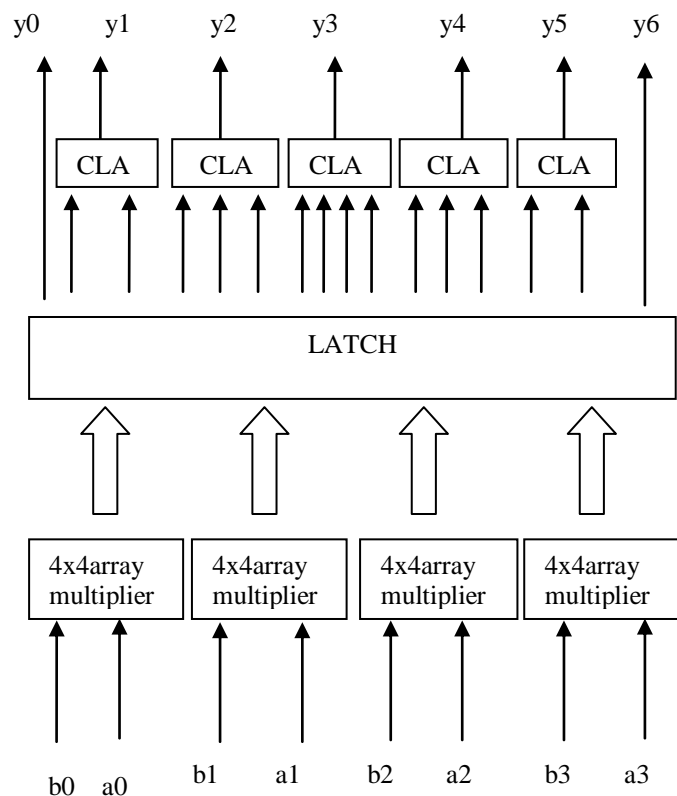 y0 y1 y2 y3 y4 y5 y6
CLA CLA CLA CLA CLA
LATCH
4x4array multiplier
4x4array multiplier
4x4array multiplier
4x4array multiplier
b0 a0 b1 a1 b2 a2 b3 a3